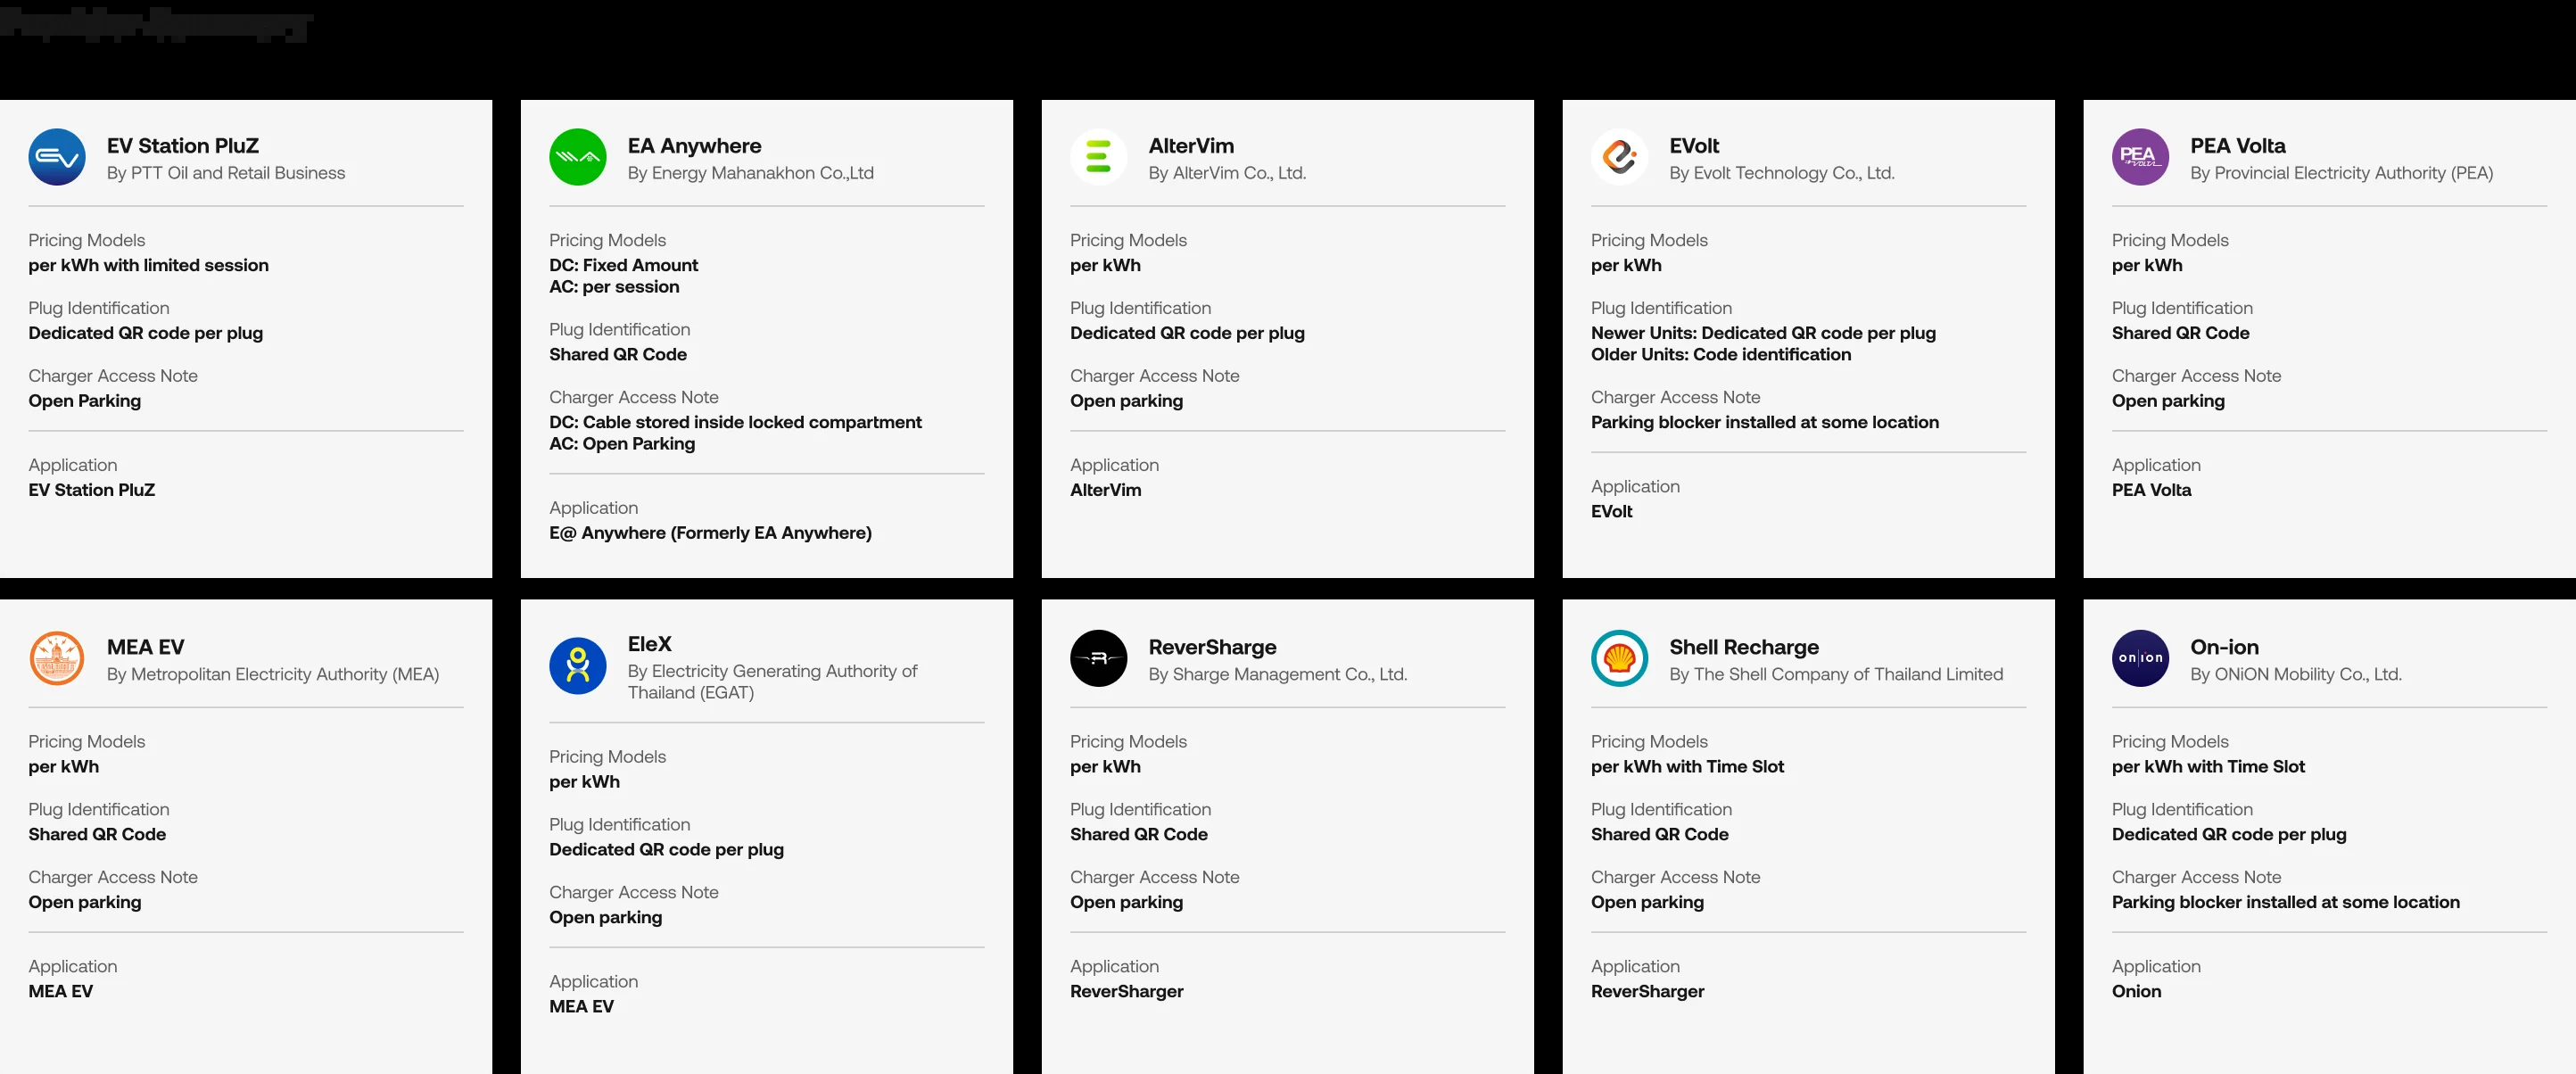 EV Station PluZ
By PTT Oil and Retail Business
Pricing Models
per kWh with limited session
Plug Identification
Dedicated QR code per plug
Charger Access Note
Open Parking
Application
EV Station PluZ
EA Anywhere
By Energy Mahanakhon Co.,Ltd
Pricing Models
DC: Fixed Amount
AC: per session
Plug Identification
Shared QR Code
Charger Access Note
DC: Cable stored inside locked compartment
AC: Open Parking
Application
E@ Anywhere (Formerly EA Anywhere)
AlterVim
By AlterVim Co., Ltd.
Pricing Models
per kWh
Plug Identification
Dedicated QR code per plug
Charger Access Note
Open parking
Application
AlterVim
EVolt
By Evolt Technology Co., Ltd.
Pricing Models
per kWh
Plug Identification
Newer Units: Dedicated QR code per plug
Older Units: Code identification
Charger Access Note
Parking blocker installed at some location
Application
EVolt
PEA
VOLTA
PEA Volta
By Provincial Electricity Authority (PEA)
Pricing Models
per kWh
Plug Identification
Shared QR Code
Charger Access Note
Open parking
Application
PEA Volta
MEA EV
By Metropolitan Electricity Authority (MEA)
Pricing Models
per kWh
Plug Identification
Shared QR Code
Charger Access Note
Open parking
Application
MEA EV
EleX
By Electricity Generating Authority of
Thailand (EGAT)
Pricing Models
per kWh
Plug Identification
Dedicated QR code per plug
Charger Access Note
Open parking
Application
MEA EV
ReverSharge
By Sharge Management Co., Ltd.
Pricing Models
per kWh
Plug Identification
Shared QR Code
Charger Access Note
Open parking
Application
ReverSharger
Shell Recharge
By The Shell Company of Thailand Limited
Pricing Models
per kWh with Time Slot
Plug Identification
Shared QR Code
Charger Access Note
Open parking
Application
ReverSharger
on|ion
On-ion
By ONiON Mobility Co., Ltd.
Pricing Models
per kWh with Time Slot
Plug Identification
Dedicated QR code per plug
Charger Access Note
Parking blocker installed at some location
Application
Onion